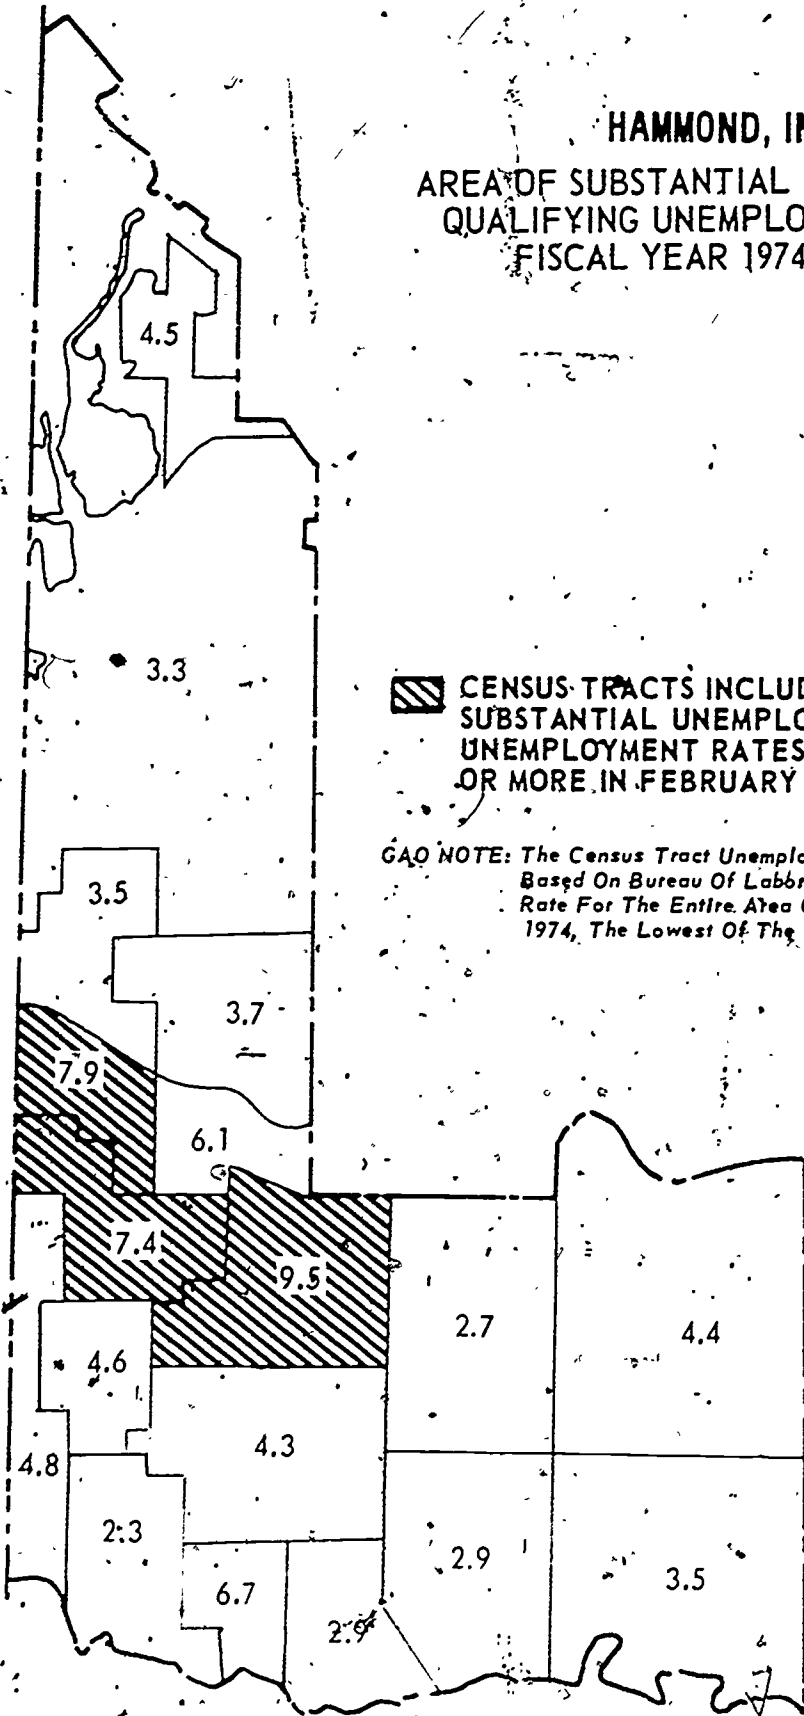 HAMMOND, IN
AREA OF SUBSTANTIAL
QUALIFYING UNEMPLO
FISCAL YEAR 1974
4.5
3.3
CENSUS TRACTS INCLUD
SUBSTANTIAL UNEMPLO
UNEMPLOYMENT RATES
OR MORE IN FEBRUARY
GAO NOTE: The Census Tract Unemplo
Based On Bureau Of Labor
Rate For The Entire Area
1974, The Lowest Of The
3.5
3.7
7.9
6.1
7.4
9.5
2.7
4.4
4.6
4.3
4.8
2.3
2.9
3.5
6.7
2.9